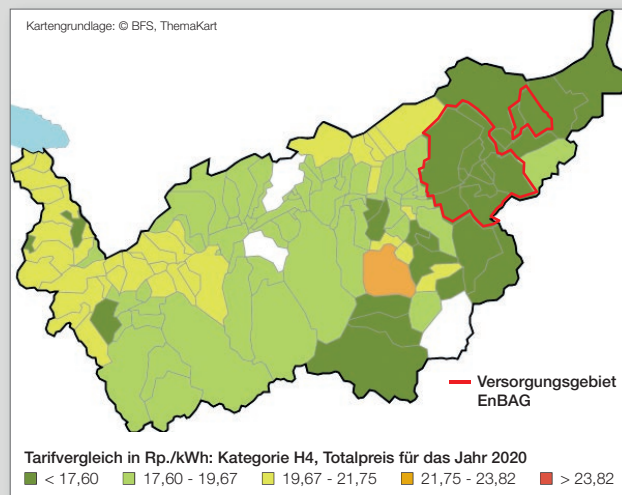 Kartengrundlage: © BFS, ThemaKart
Versorgungsgebiet
EnBAG
Tarifvergleich in Rp./kWh: Kategorie H4, Totalpreis für das Jahr 2020
< 17,60 17,60 - 19,67 19,67 - 21,75 21,75 - 23,82 > 23,82